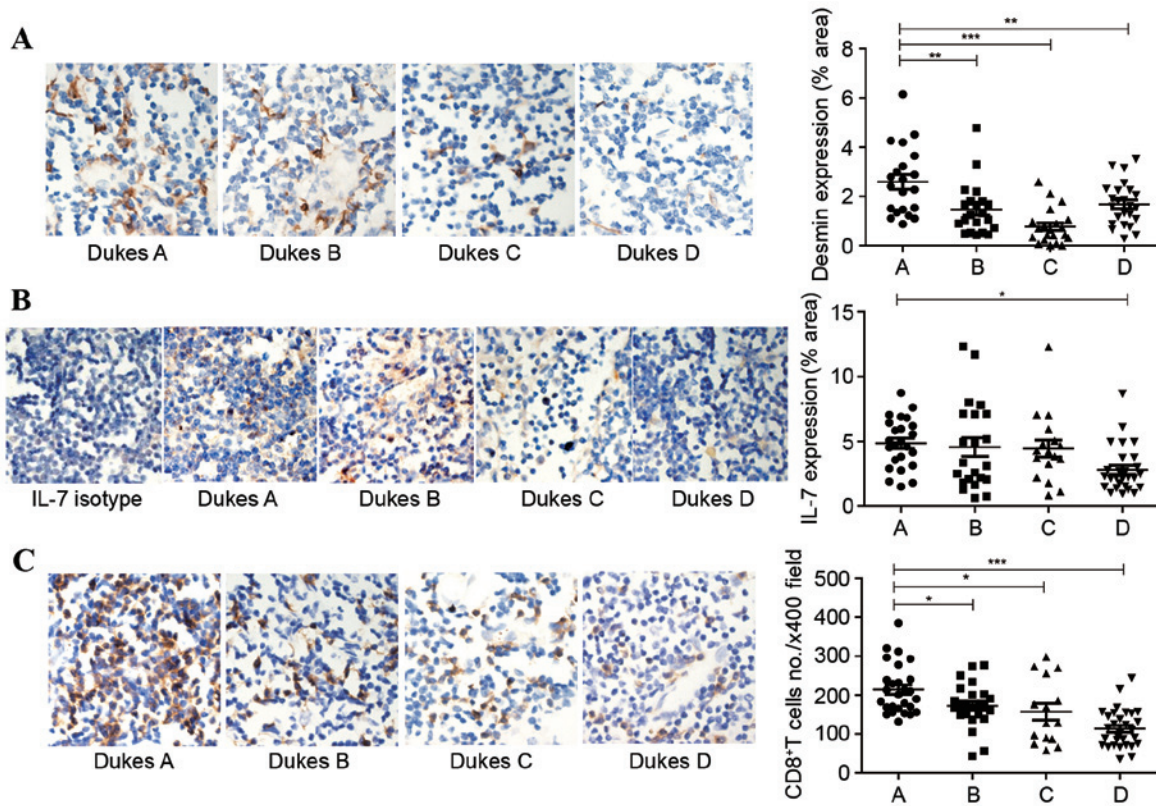 A
Dukes A
Dukes B
Dukes C
Dukes D
Desmin expression (% area)
8
6
4
2
0
**
***
**
A
B
C
D
B
IL-7 isotype
Dukes A
Dukes B
Dukes C
Dukes D
IL-7 expression (% area)
15
10
5
0
*
A
B
C
D
C
Dukes A
Dukes B
Dukes C
Dukes D
CD8⁺T cells no./x400 field
500
400
300
200
100
0
***
*
*
A
B
C
D